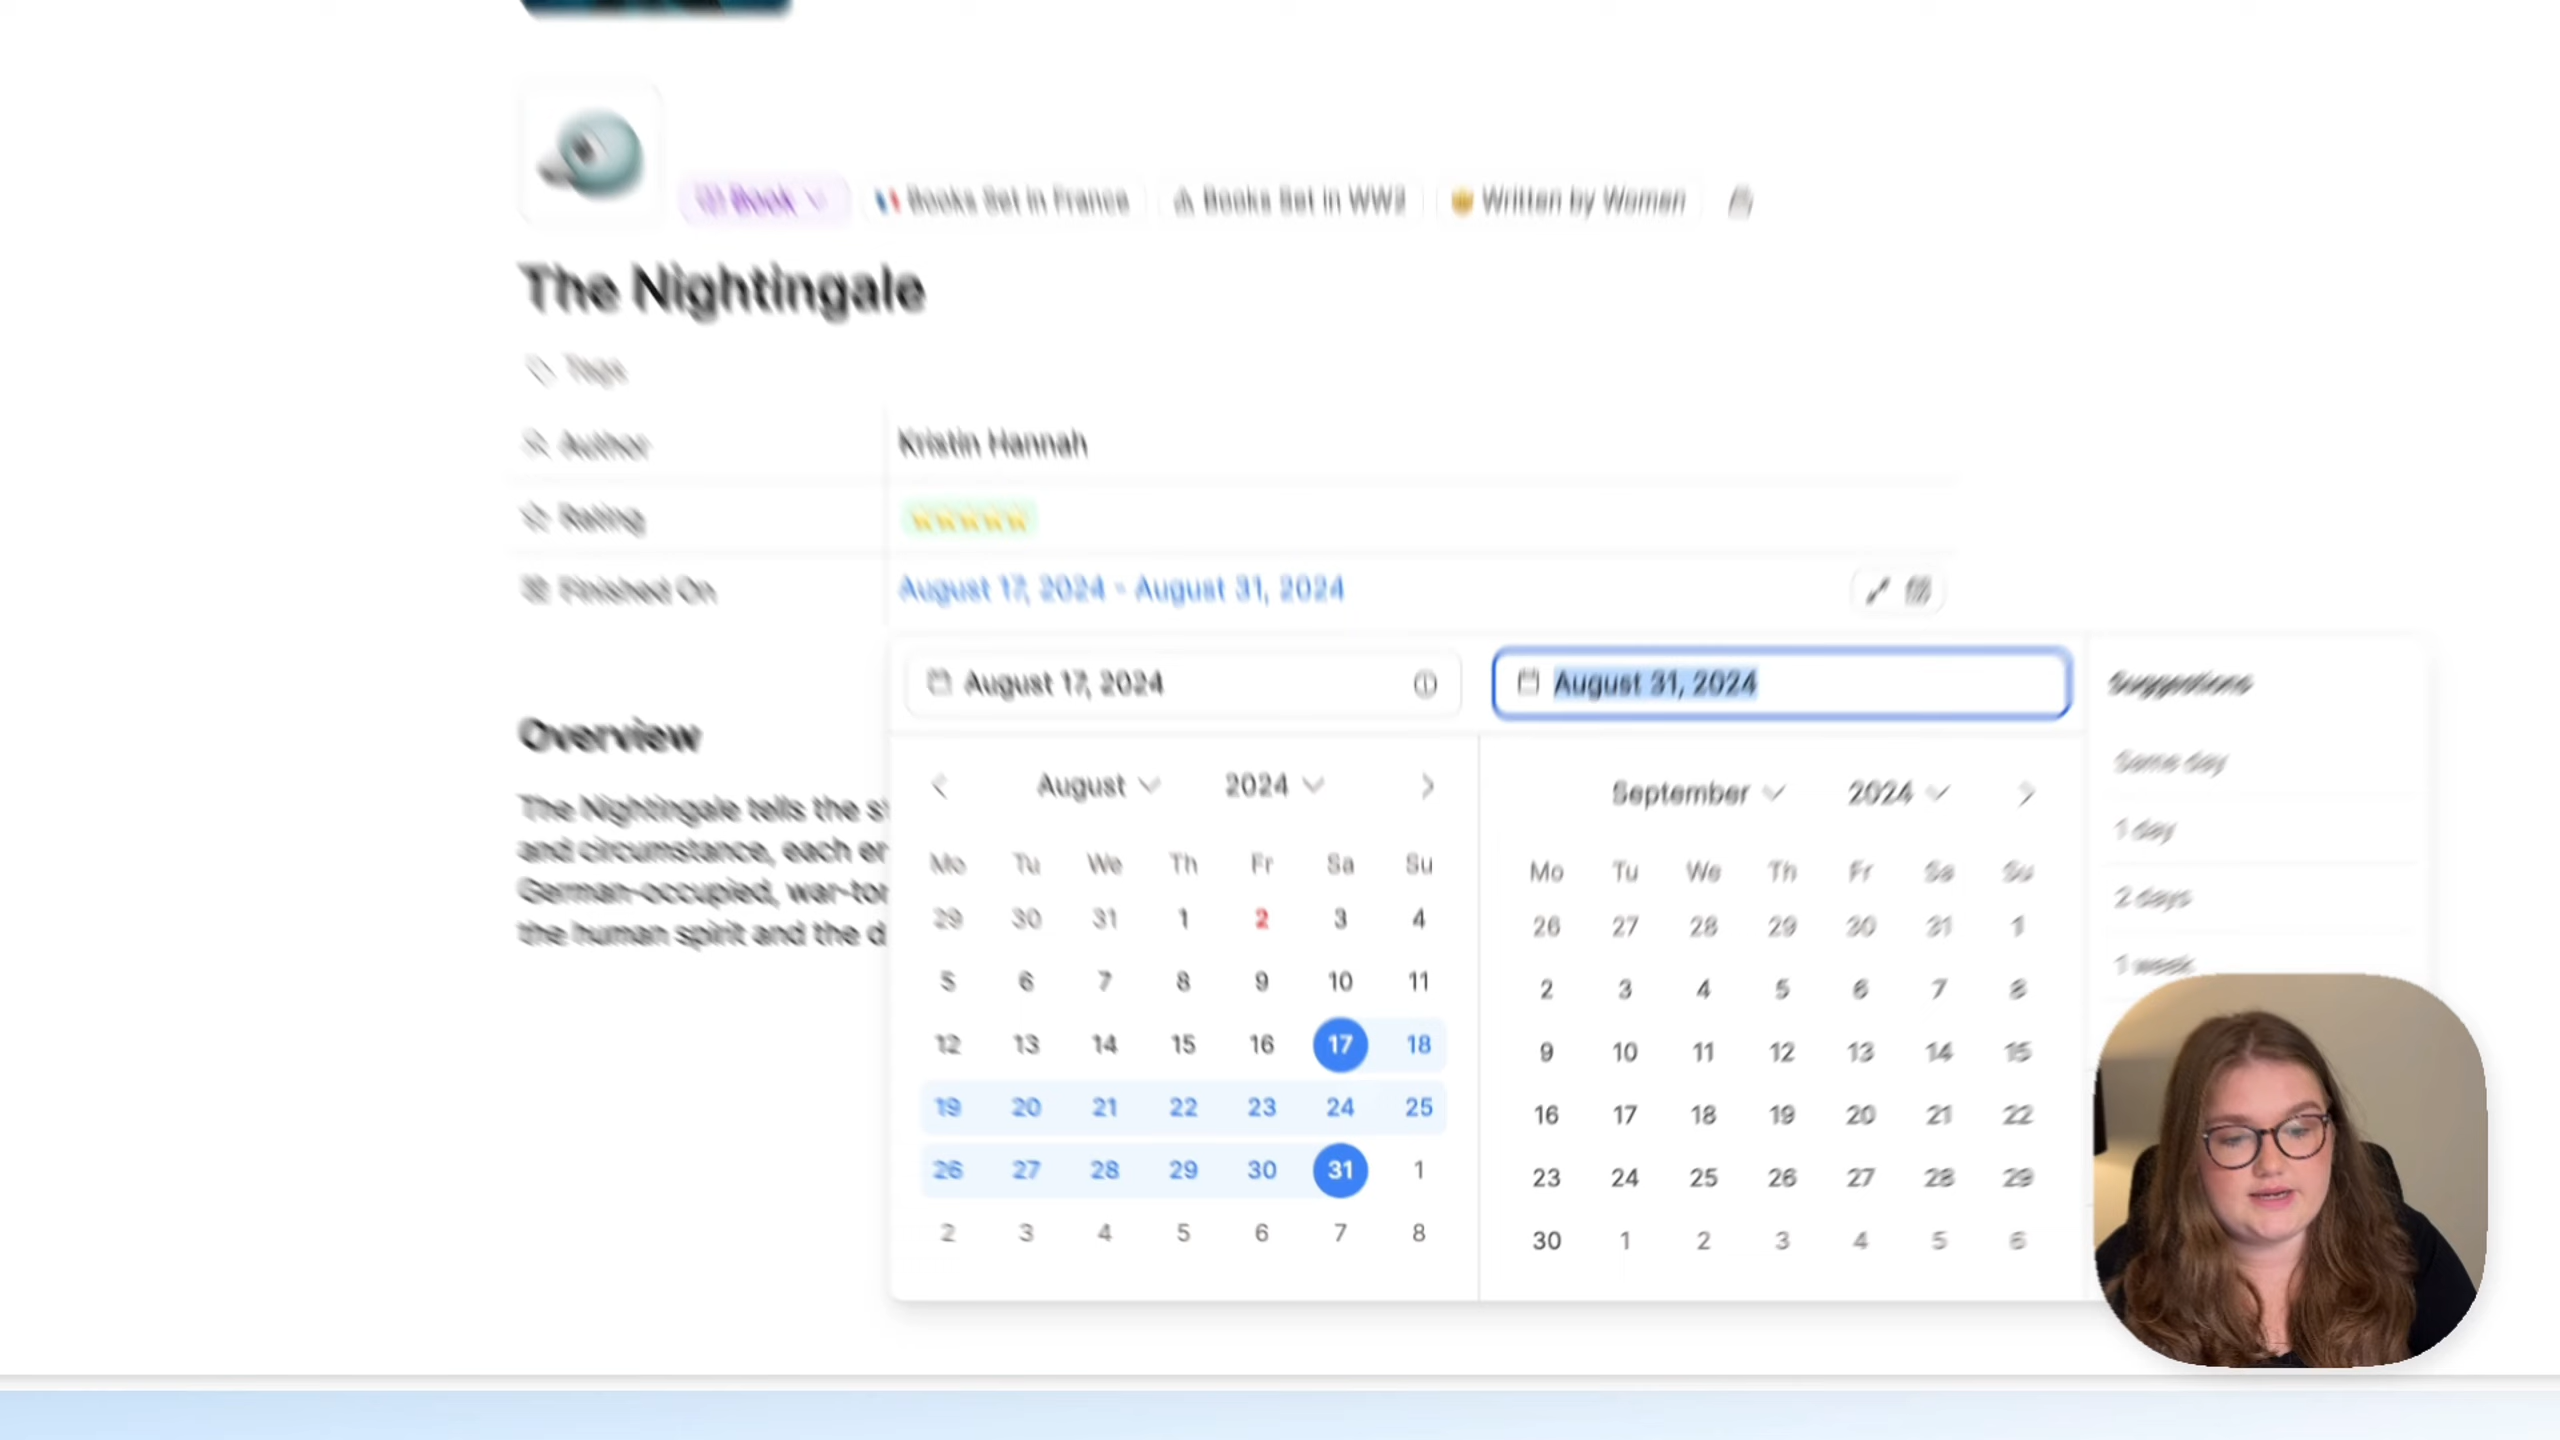 Book
Books Set in France
Books Set in WW2
Written by Women
The Nightingale
Tags
Author
Kristin Hannah
Rating
Finished On
August 17, 2024 - August 31, 2024
August 17, 2024
August 31, 2024
Suggestions
Same day
1 day
2 days
1 week
August 2024
Mo Tu We Th Fr Sa Su
29 30 31 1 2 3 4
5 6 7 8 9 10 11
12 13 14 15 16 17 18
19 20 21 22 23 24 25
26 27 28 29 30 31 1
2 3 4 5 6 7 8
September 2024
Mo Tu We Th Fr Sa Su
26 27 28 29 30 31 1
2 3 4 5 6 7 8
9 10 11 12 13 14 15
16 17 18 19 20 21 22
23 24 25 26 27 28 29
30 1 2 3 4 5 6
Overview
The Nightingale tells the
and circumstance, each
German-occupied,
the human spirit and the